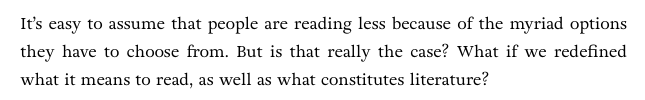 It’s easy to assume that people are reading less because of the myriad options
they have to choose from. But is that really the case? What if we redefined
what it means to read, as well as what constitutes literature?